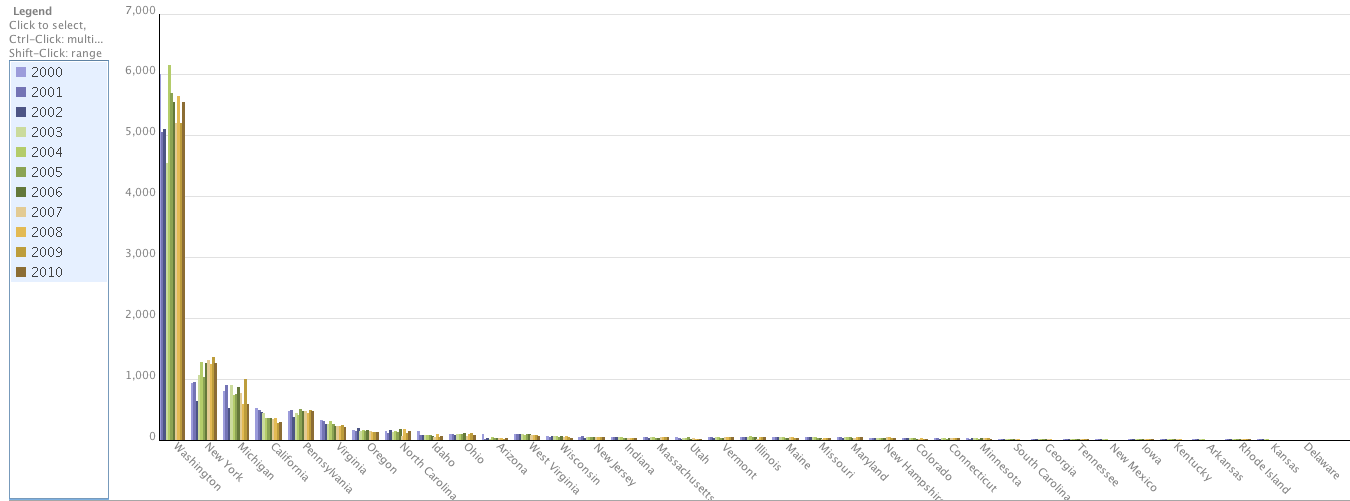 Legend
Click to select,
Ctrl-Click: multi...
Shift-Click: range
2000
2001
2002
2003
2004
2005
2006
2007
2008
2009
2010
7,000
6,000
5,000
4,000
3,000
2,000
1,000
0
Washington
New York
Michigan
California
Pennsylvania
Virginia
Oregon
North Carolina
Idaho
Ohio
Arizona
West Virginia
Wisconsin
New Jersey
Indiana
Massachusetts
Utah
Vermont
Illinois
Maine
Missouri
Maryland
New Hampshir
Colorado
Connecticut
Minnesota
South Carolina
Georgia
Tennessee
New Mexico
Iowa
Kentucky
Arkansas
Rhode Island
Kansas
Delaware